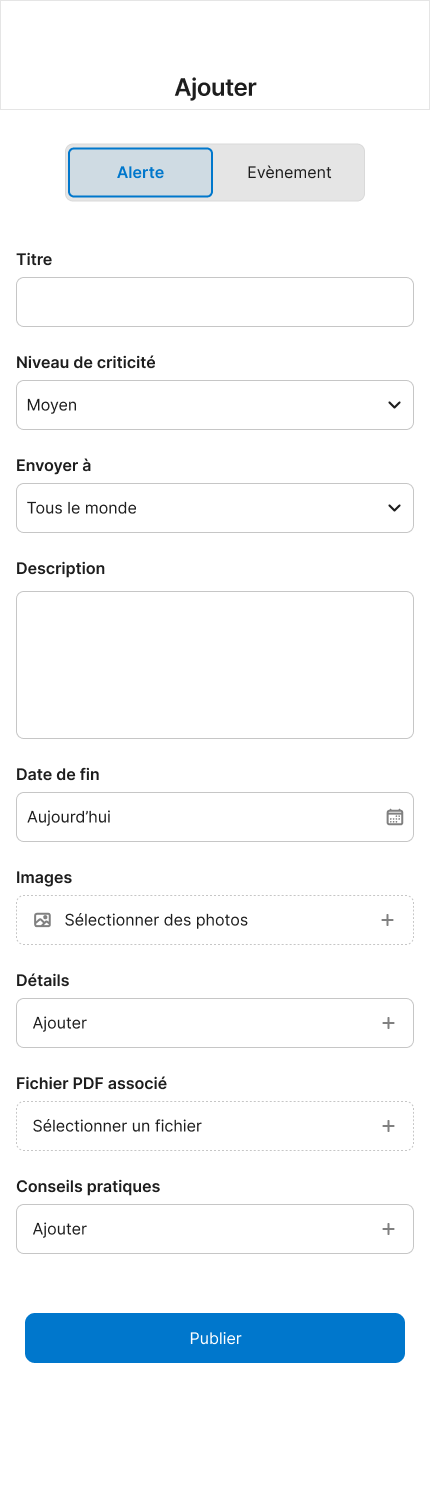 Ajouter
Alerte
Evènement
Titre
Niveau de criticité
Moyen
Envoyer à
Tous le monde
Description
Date de fin
Aujourd’hui
Images
Sélectionner des photos
Détails
Ajouter
Fichier PDF associé
Sélectionner un fichier
Conseils pratiques
Ajouter
Publier